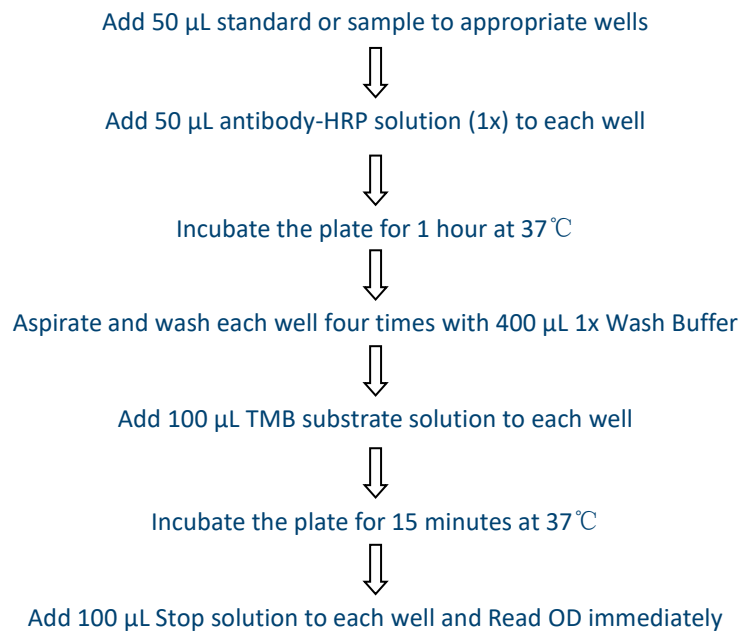 Add 50 µL standard or sample to appropriate wells
Add 50 µL antibody-HRP solution (1x) to each well
Incubate the plate for 1 hour at 37℃
Aspirate and wash each well four times with 400 µL 1x Wash Buffer
Add 100 µL TMB substrate solution to each well
Incubate the plate for 15 minutes at 37℃
Add 100 µL Stop solution to each well and Read OD immediately